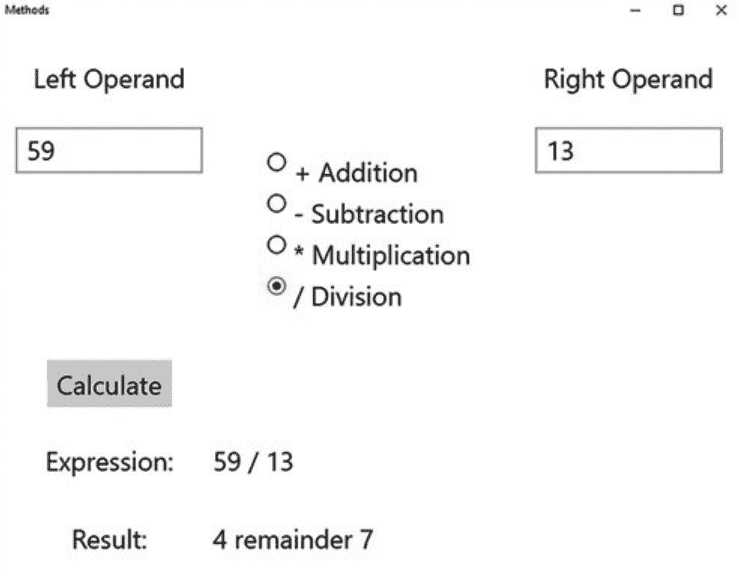 Methods
Left Operand
Right Operand
59
13
+ Addition
- Subtraction
* Multiplication
/ Division
Calculate
Expression: 59 / 13
Result: 4 remainder 7